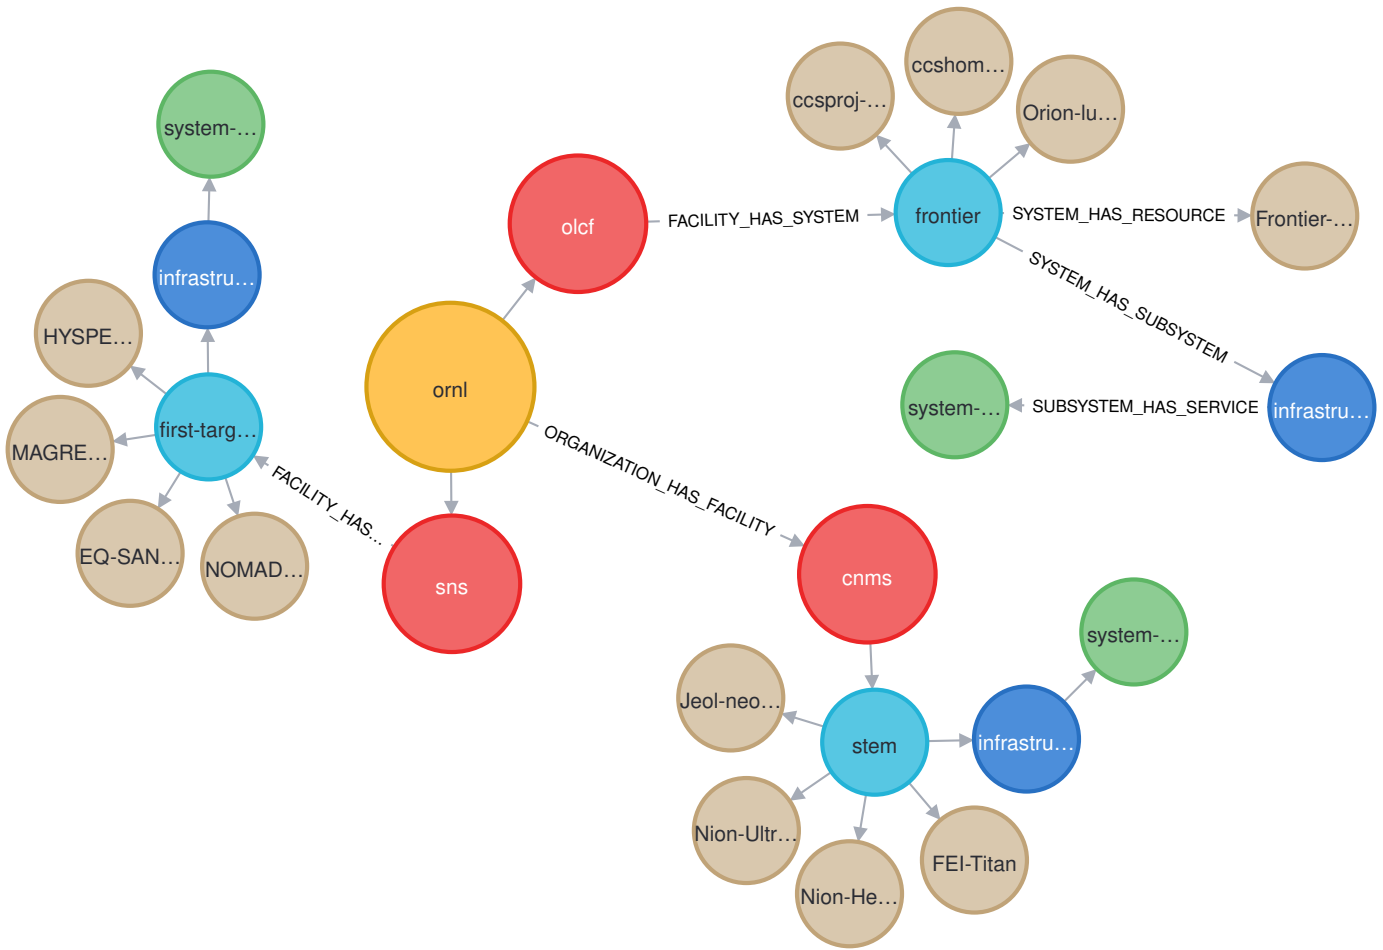 ccshom…
ccsproj-…
Orion-lu…
system-…
olcf
FACILITY_HAS_SYSTEM
frontier
SYSTEM_HAS_RESOURCE
Frontier-…
infrastru…
SYSTEM_HAS_SUBSYSTEM
HYSPE…
ornl
system-…
SUBSYSTEM_HAS_SERVICE
infrastru…
first-targ…
MAGRE…
ORGANIZATION_HAS_FACILITY
FACILITY_HAS…
EQ-SAN…
NOMAD…
sns
cnms
system-…
Jeol-neo…
stem
infrastru…
Nion-Ultr…
FEI-Titan
Nion-He…